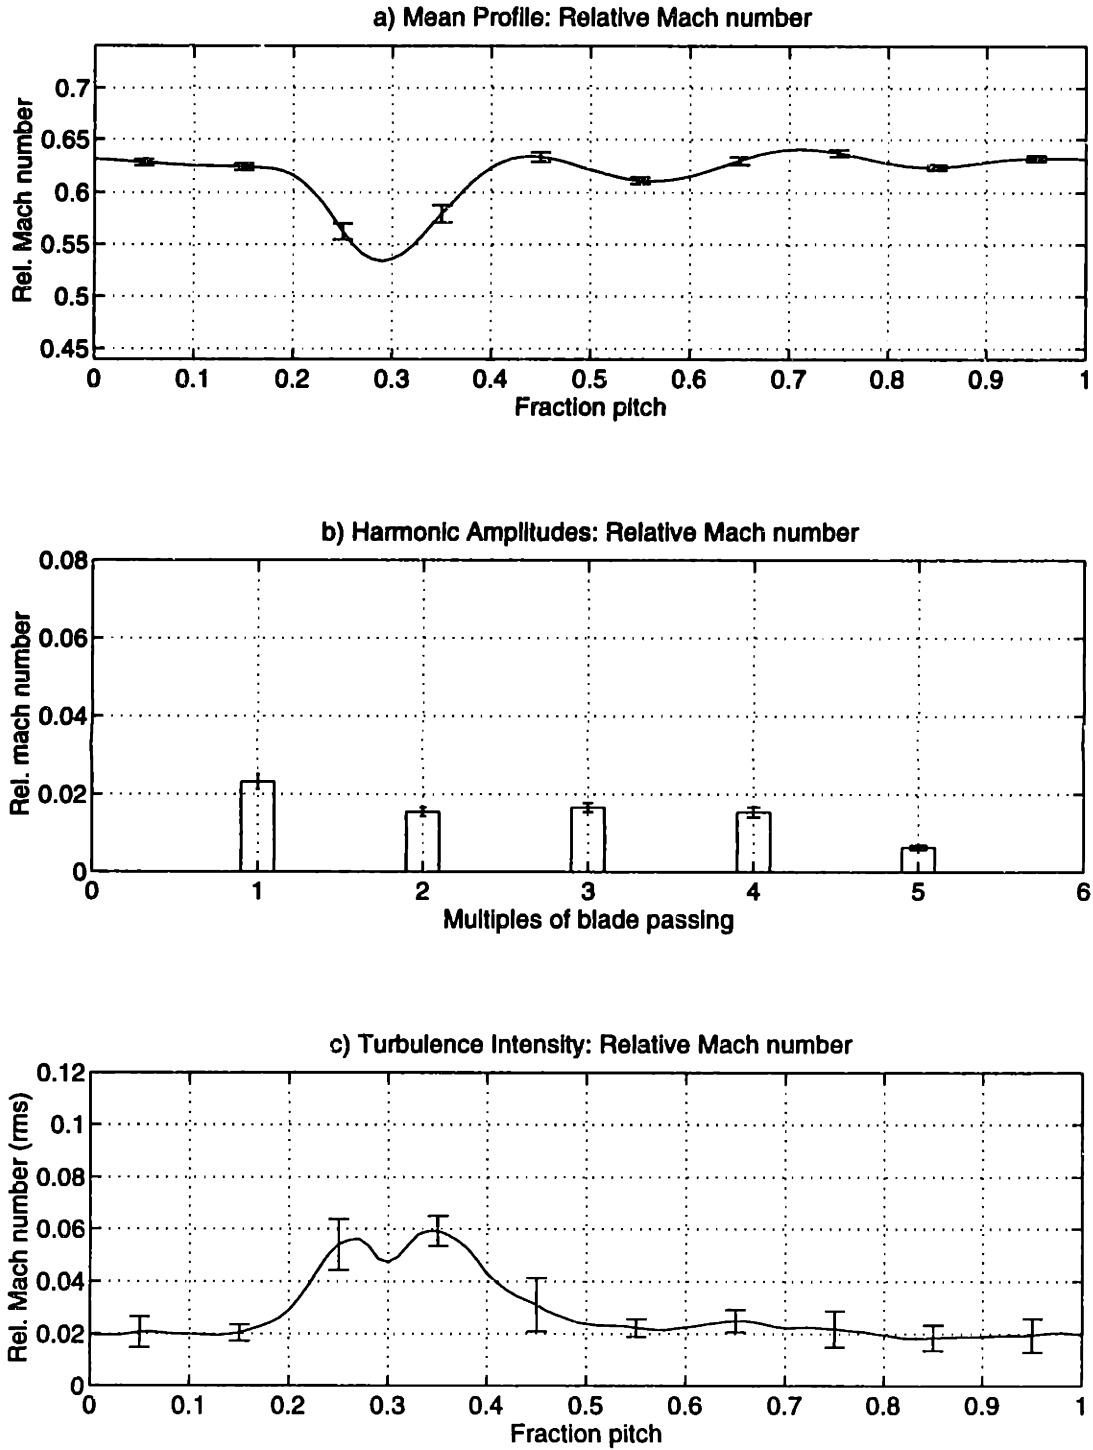 a) Mean Profile: Relative Mach number
Rel. Mach number
0.7
0.65
0.6
0.55
0.5
0.45
0 0.1 0.2 0.3 0.4 0.5 0.6 0.7 0.8 0.9 1
Fraction pitch
b) Harmonic Amplitudes: Relative Mach number
Rel. mach number
0.08
0.06
0.04
0.02
0
0 1 2 3 4 5 6
Multiples of blade passing
c) Turbulence Intensity: Relative Mach number
Rel. Mach number (rms)
0.12
0.1
0.08
0.06
0.04
0.02
0
0 0.1 0.2 0.3 0.4 0.5 0.6 0.7 0.8 0.9 1
Fraction pitch